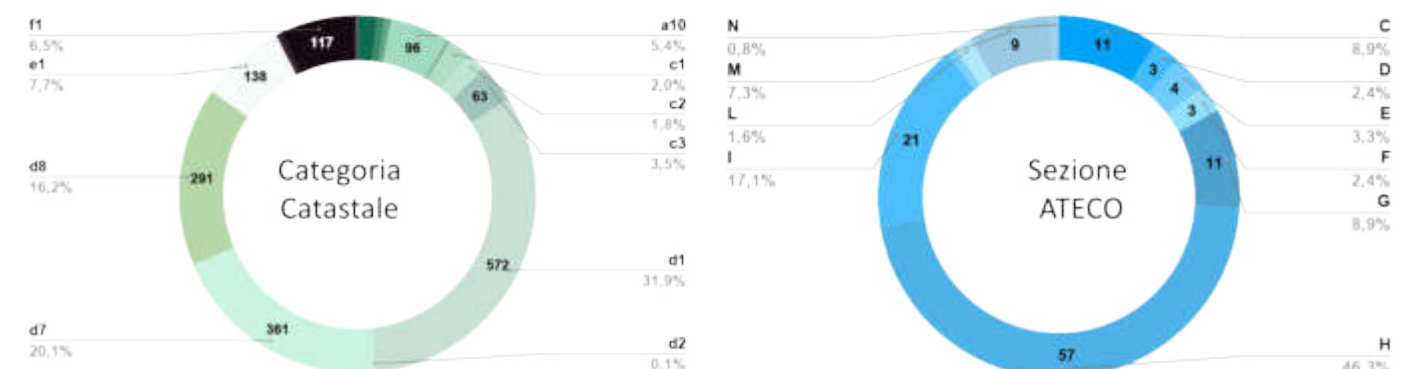 f1
6,5%
e1
7,7%
d8
16,2%
d7
20,1%
117
96
138
63
291
572
361
Categoria
Catastale
a10
5,4%
c1
2,0%
c2
1,8%
c3
3,5%
d1
31,9%
d2
0,1%
N
0,8%
M
7,3%
L
1,6%
I
17,1%
9
11
3
4
3
11
21
57
Sezione
ATECO
C
8,9%
D
2,4%
E
3,3%
F
2,4%
G
8,9%
H
46,3%